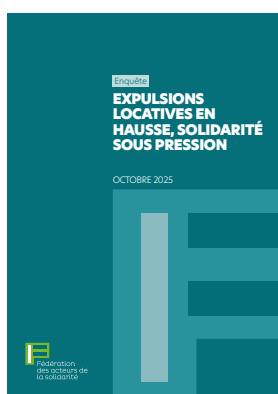 Enquête
EXPULSIONS
LOCATIVES EN
HAUSSE, SOLIDARITÉ
SOUS PRESSION
OCTOBRE 2025
Fédération
des acteurs de
la solidarité